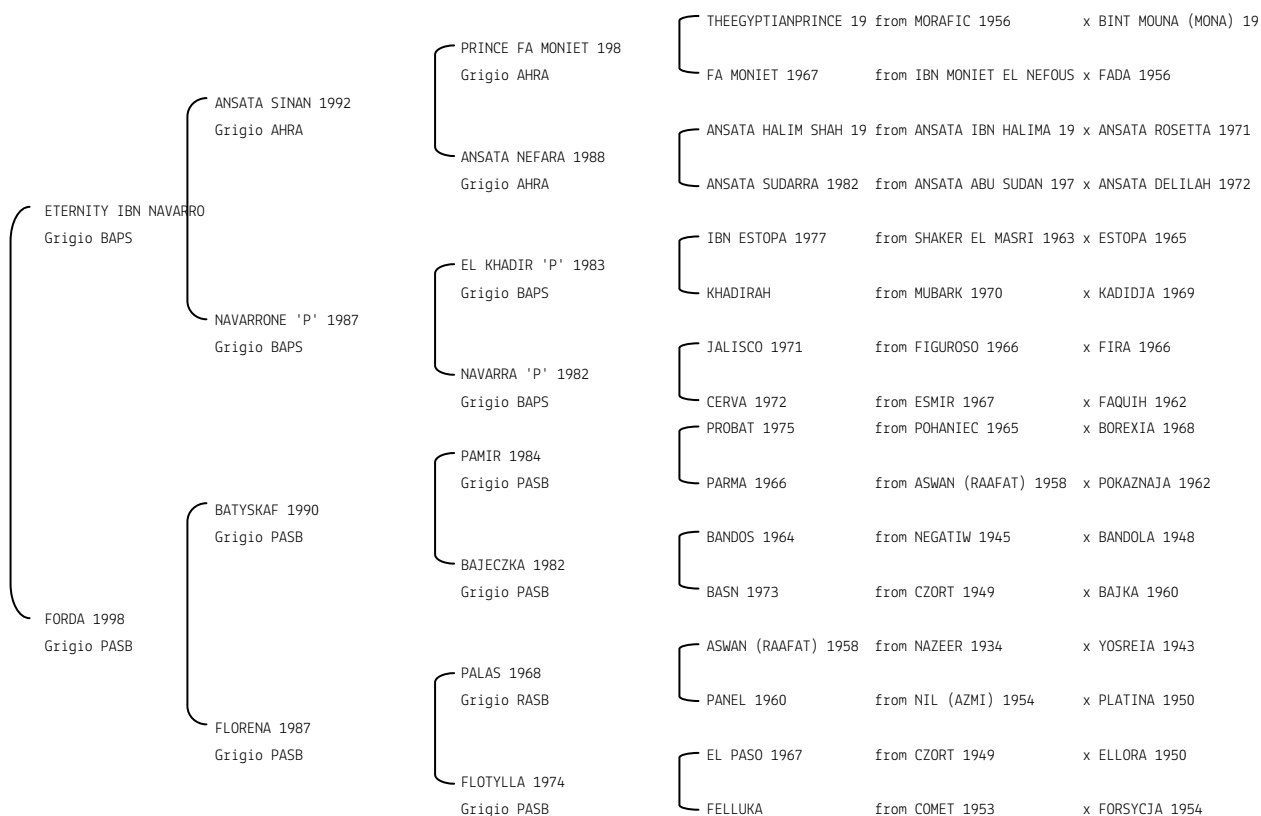 THEEGYPTIANPRINCE 19 from MORAFIC 1956 x BINT MOUNA (MONA) 19
PRINCE FA MONIET 198
Grigio AHRA
FA MONIET 1967 from IBN MONIET EL NEFOUS x FADA 1956
ANSATA SINAN 1992
Grigio AHRA
ANSATA HALIM SHAH 19 from ANSATA IBN HALIMA 19 x ANSATA ROSETTA 1971
ANSATA NEFARA 1988
Grigio AHRA
ANSATA SUDARRA 1982 from ANSATA ABU SUDAN 197 x ANSATA DELILAH 1972
ETERNITY IBN NAVARRO
Grigio BAPS
IBN ESTOPA 1977 from SHAKER EL MASRI 1963 x ESTOPA 1965
EL KHADIR 'P' 1983
Grigio BAPS
KHADIRAH from MUBARK 1970 x KADIDJA 1969
NAVARRONE 'P' 1987
Grigio BAPS
JALISCO 1971 from FIGUROSO 1966 x FIRA 1966
NAVARRA 'P' 1982
Grigio BAPS
CERVA 1972 from ESMIR 1967 x FAQUIH 1962
PROBAT 1975 from POHANIEC 1965 x BOREXIA 1968
PAMIR 1984
Grigio PASB
PARMA 1966 from ASWAN (RAAFAT) 1958 x POKAZNAJA 1962
BATYSKAF 1990
Grigio PASB
BANDOS 1964 from NEGATIW 1945 x BANDOLA 1948
BAJECZKA 1982
Grigio PASB
BASN 1973 from CZORT 1949 x BAJKA 1960
FORDA 1998
Grigio PASB
ASWAN (RAAFAT) 1958 from NAZEER 1934 x YOSREIA 1943
PALAS 1968
Grigio RASB
PANEL 1960 from NIL (AZMI) 1954 x PLATINA 1950
FLORENA 1987
Grigio PASB
EL PASO 1967 from CZORT 1949 x ELLORA 1950
FLOTYLLA 1974
Grigio PASB
FELLUKA from COMET 1953 x FORSYCJA 1954